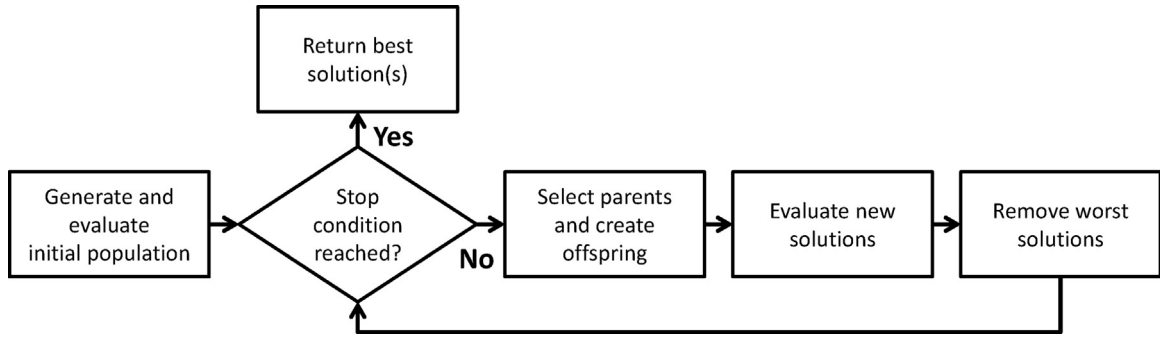 Return best
solution(s)
Yes
Generate and
evaluate
initial population
Stop
condition
reached?
No
Select parents
and create
offspring
Evaluate new
solutions
Remove worst
solutions